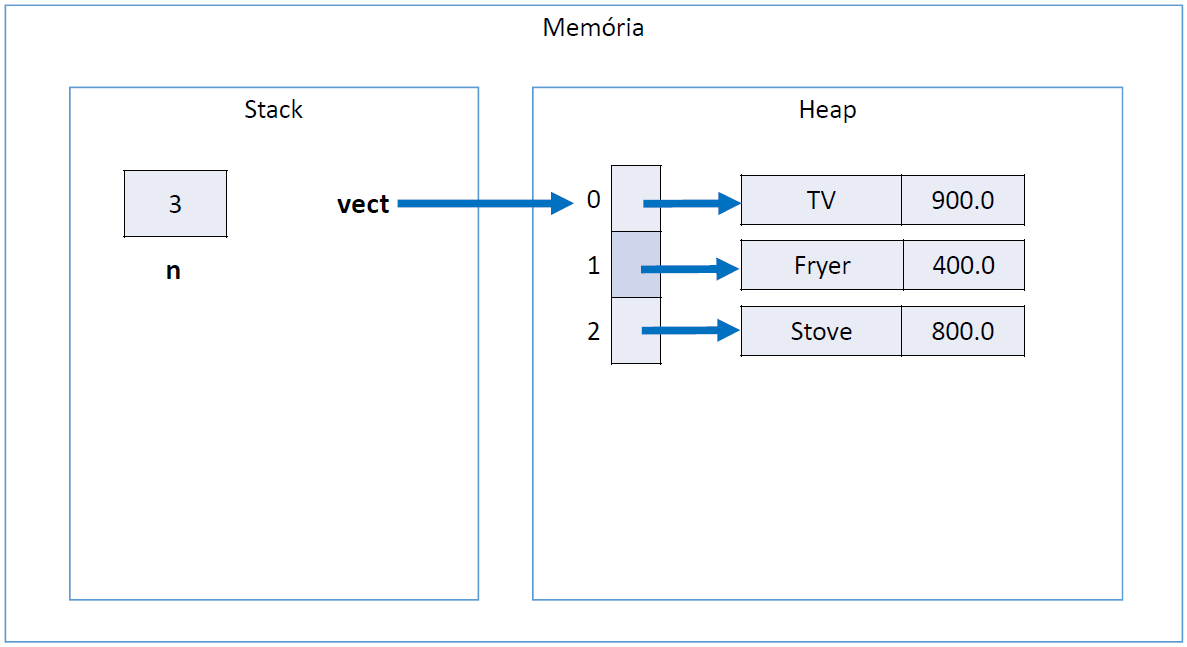 Memória
Stack
3
n
vect
Heap
0
TV 900.0
1
Fryer 400.0
2
Stove 800.0